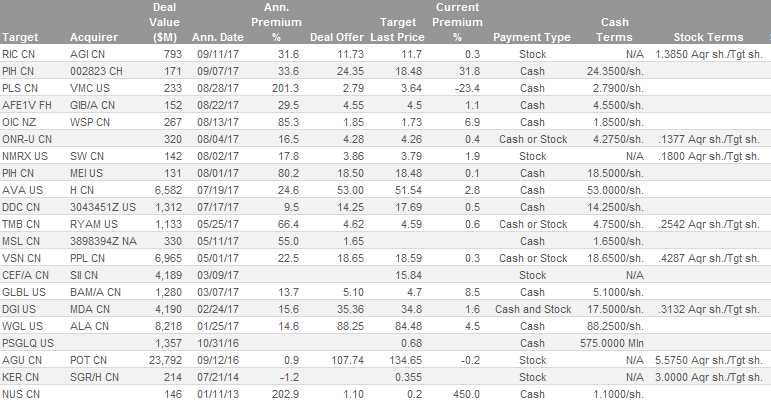 Deal Ann. Target Current
Value Premium Last Price Premium Cash
Target Acquirer ($M) Ann. Date % Deal Offer % Payment Type Terms Stock Terms
RIC CN AGI CN 793 09/11/17 31.6 11.73 11.7 0.3 Stock N/A 1.3850 Aqr sh./Tgt sh.
PIH CN 002823 CH 171 09/07/17 33.6 24.35 18.48 31.8 Cash 24.3500/sh.
PLS CN VMC US 233 08/28/17 201.3 2.79 3.64 -23.4 Cash 2.7900/sh.
AFE1V FH GIB/A CN 152 08/22/17 29.5 4.55 4.5 1.1 Cash 4.5500/sh.
OIC NZ WSP CN 267 08/13/17 85.3 1.85 1.73 6.9 Cash 1.8500/sh.
ONR-U CN 320 08/04/17 16.5 4.28 4.26 0.4 Cash or Stock 4.2750/sh. .1377 Aqr sh./Tgt sh.
NMRX US SW CN 142 08/02/17 17.8 3.86 3.79 1.9 Stock N/A .1800 Aqr sh./Tgt sh.
PIH CN MEI US 131 08/01/17 80.2 18.50 18.48 0.1 Cash 18.5000/sh.
AVA US H CN 6,582 07/19/17 24.6 53.00 51.54 2.8 Cash 53.0000/sh.
DDC CN 3043451Z US 1,312 07/17/17 9.5 14.25 17.69 0.5 Cash 14.2500/sh.
TMB CN RYAM US 1,133 05/25/17 66.4 4.62 4.59 0.6 Cash or Stock 4.7500/sh. .2542 Aqr sh./Tgt sh.
MSL CN 3898394Z NA 330 05/11/17 55.0 1.65 Cash 1.6500/sh.
VSN CN PPL CN 6,965 05/01/17 22.5 18.65 18.59 0.3 Cash or Stock 18.6500/sh. .4287 Aqr sh./Tgt sh.
CEF/A CN SII CN 4,189 03/09/17 15.84 Stock N/A
GLBL US BAM/A CN 1,280 03/07/17 13.7 5.10 4.7 8.5 Cash 5.1000/sh.
DGI US MDA CN 4,190 02/24/17 15.6 35.36 34.8 1.6 Cash and Stock 17.5000/sh. .3132 Aqr sh./Tgt sh.
WGL US ALA CN 8,218 01/25/17 14.6 88.25 84.48 4.5 Cash 88.2500/sh.
PSGLQ US 1,357 10/31/16 0.68 Cash 575.0000 Mln
AGU CN POT CN 23,792 09/12/16 0.9 107.74 134.65 -0.2 Stock N/A 5.5750 Aqr sh./Tgt sh.
KER CN SGR/H CN 214 07/21/14 -1.2 0.355 Stock N/A 3.0000 Aqr sh./Tgt sh.
NUS CN 146 01/11/13 202.9 1.10 0.2 450.0 Cash 1.1000/sh.